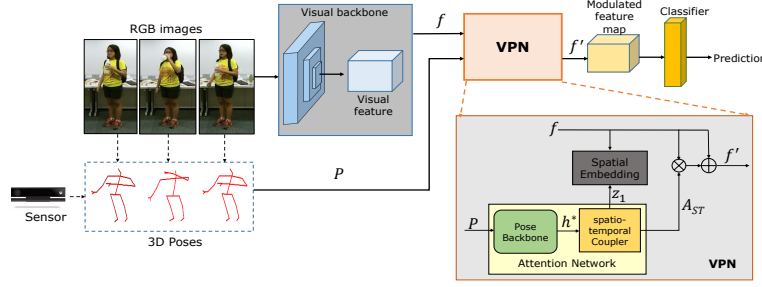 RGB images
Visual backbone
Visual
feature
f
VPN
f′
Modulated
feature
map
Classifier
Prediction
P
Sensor
3D Poses
f
Spatial
Embedding
f′
z₁
A_ST
P
Pose
Backbone
h*
spatio-
temporal
Coupler
Attention Network
VPN